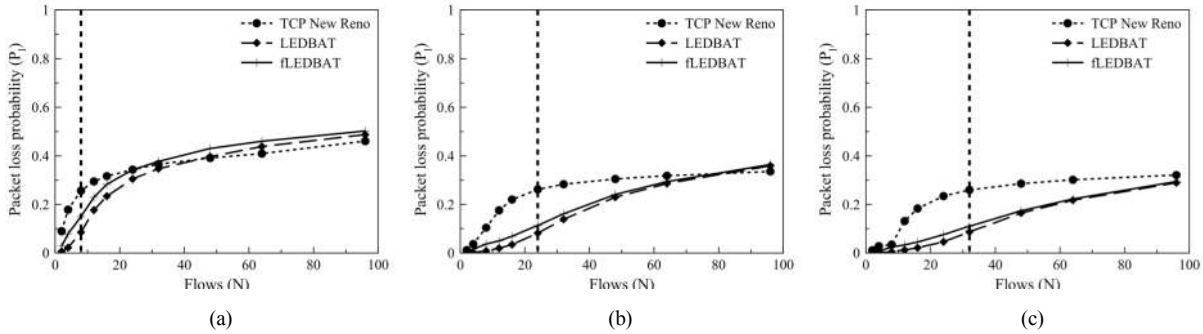 TCP New Reno
LEDBAT
fLEDBAT
Packet loss probability (P_l)
1
0.8
0.6
0.4
0.2
0
0 20 40 60 80 100
Flows (N)
(a)
TCP New Reno
LEDBAT
fLEDBAT
Packet loss probability (P_l)
1
0.8
0.6
0.4
0.2
0
0 20 40 60 80 100
Flows (N)
(b)
TCP New Reno
LEDBAT
fLEDBAT
Packet loss probability (P_l)
1
0.8
0.6
0.4
0.2
0
0 20 40 60 80 100
Flows (N)
(c)